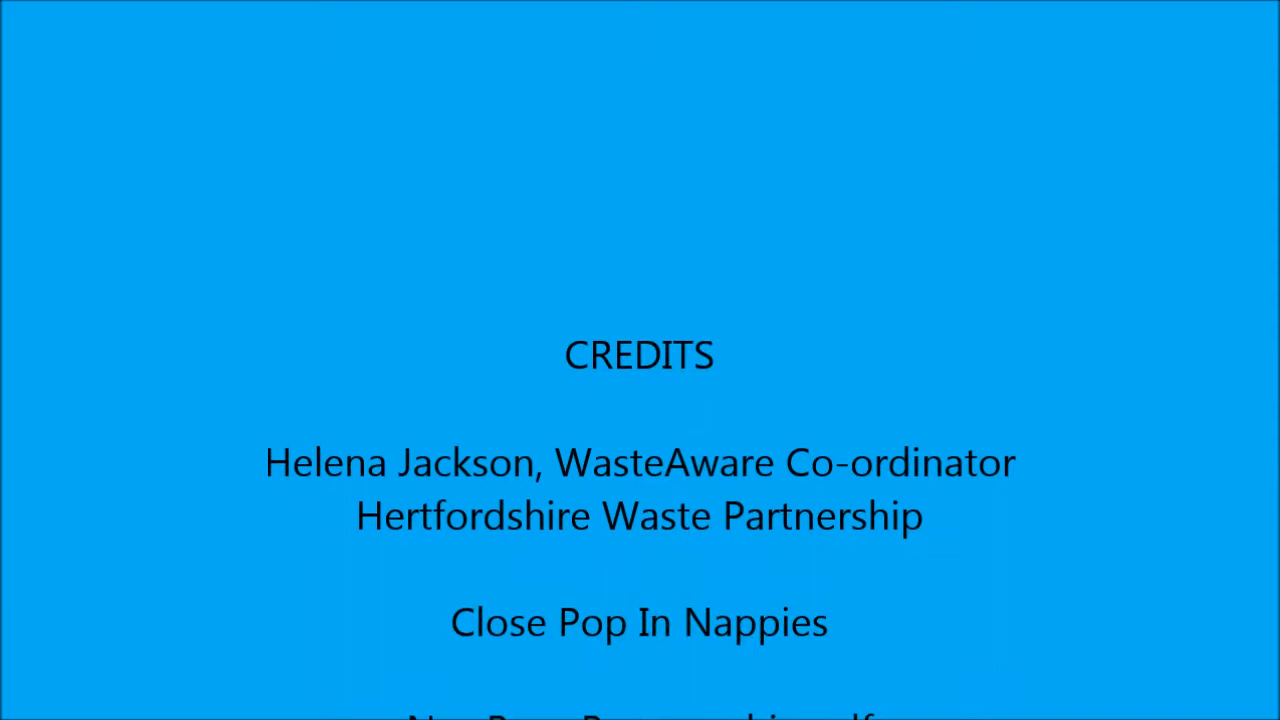 CREDITS
Helena Jackson, WasteAware Co-ordinator
Hertfordshire Waste Partnership
Close Pop In Nappies